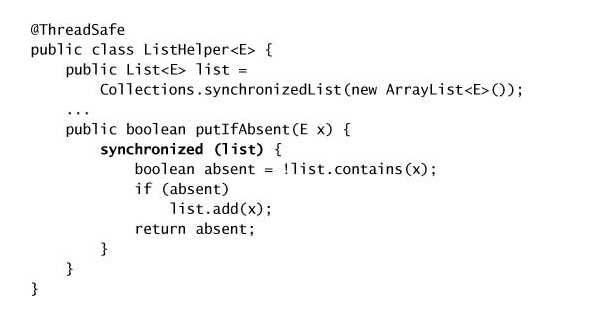 @ThreadSafe
public class ListHelper<E> {
    public List<E> list =
        Collections.synchronizedList(new ArrayList<E>());
    ...
    public boolean putIfAbsent(E x) {
        synchronized (list) {
            boolean absent = !list.contains(x);
            if (absent)
                list.add(x);
            return absent;
        }
    }
}